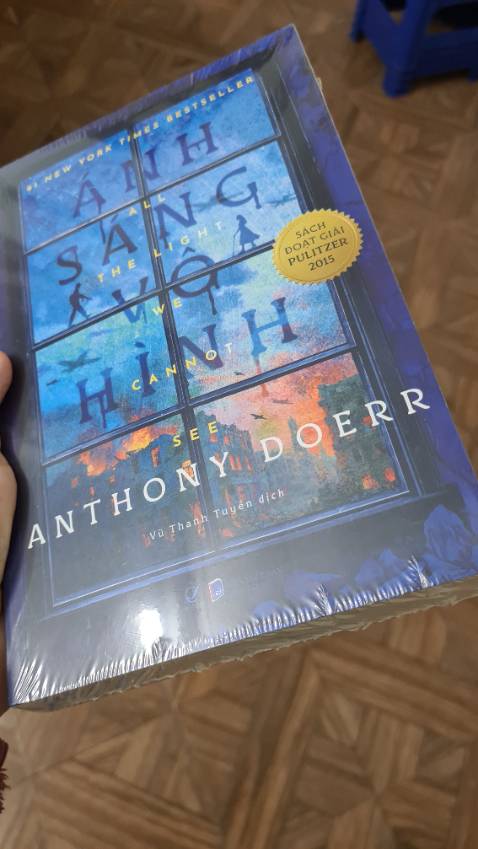 #1 NEW YORK TIMES BESTSELLER
ÁNH
ALL
SÁNG
THE LIGHT
VÔ
WE
HÌNH
CANNOT
SEE
SÁCH
ĐOẠT GIẢI
PULITZER
2015
ANTHONY DOERR
Vũ Thanh Tuyền dịch